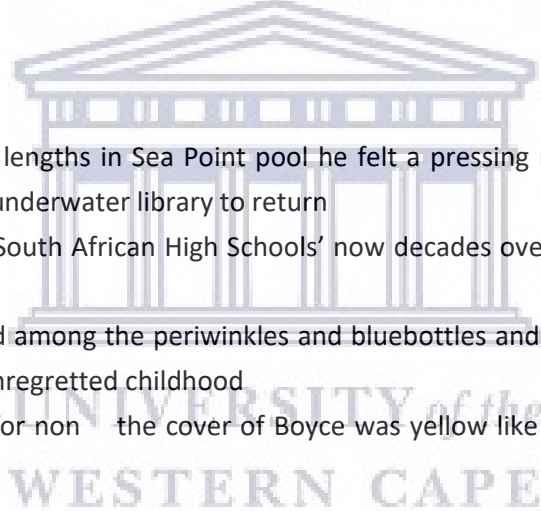 lengths in Sea Point pool he felt a pressing
underwater library to return
South African High Schools’ now decades ove
d among the periwinkles and bluebottles and
nregretted childhood
for non the cover of Boyce was yellow like
UNIVERSITY of the
WESTERN CAPE